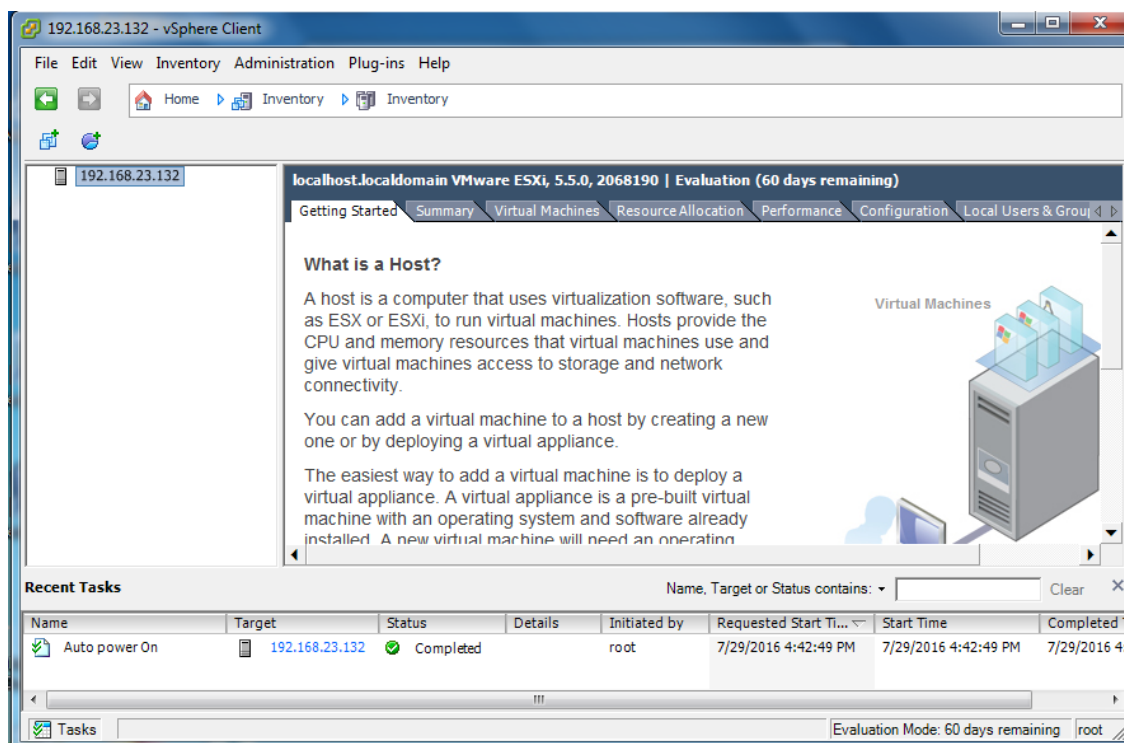 192.168.23.132 - vSphere Client
File Edit View Inventory Administration Plug-ins Help
Home Inventory Inventory
192.168.23.132
localhost.localdomain VMware ESXi, 5.5.0, 2068190 | Evaluation (60 days remaining)
Getting Started Summary Virtual Machines Resource Allocation Performance Configuration Local Users & Grou
What is a Host?
A host is a computer that uses virtualization software, such
as ESX or ESXi, to run virtual machines. Hosts provide the
CPU and memory resources that virtual machines use and
give virtual machines access to storage and network
connectivity.
You can add a virtual machine to a host by creating a new
one or by deploying a virtual appliance.
The easiest way to add a virtual machine is to deploy a
virtual appliance. A virtual appliance is a pre-built virtual
machine with an operating system and software already
installed. A new virtual machine will need an operating
Virtual Machines
Recent Tasks Name, Target or Status contains: Clear
Name Target Status Details Initiated by Requested Start Ti... Start Time Completed
Auto power On 192.168.23.132 Completed root 7/29/2016 4:42:49 PM 7/29/2016 4:42:49 PM 7/29/2016 4:
Tasks Evaluation Mode: 60 days remaining root